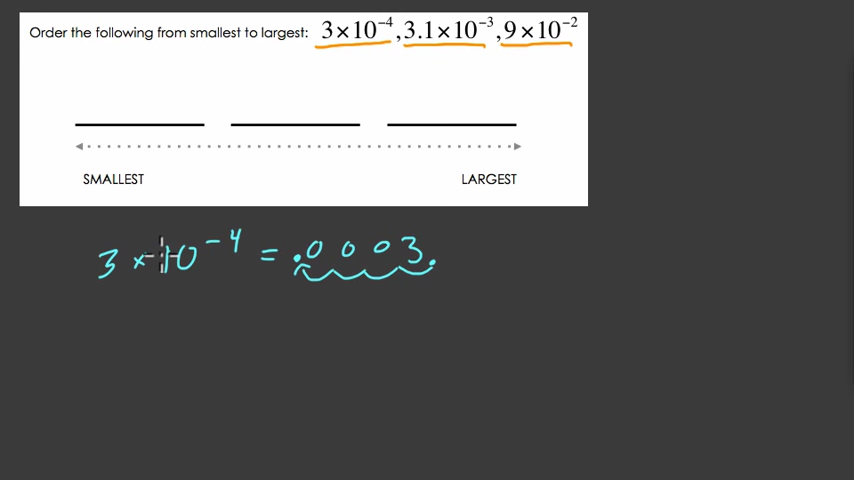 Order the following from smallest to largest: 3×10⁻⁴, 3.1×10⁻³, 9×10⁻²
SMALLEST LARGEST
3 × 10⁻⁴ = .0003.